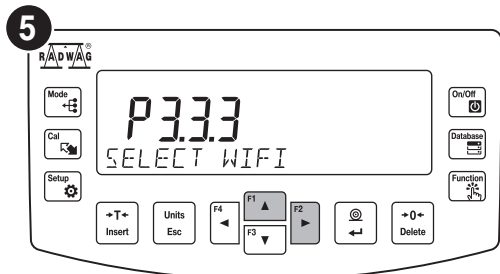 5
RADWAG®
Mode
On/Off
P3.3.3
SELECT WIFI
Cal
Database
Setup
Function
→T←
Insert
Units
Esc
F4
F1
F2
F3
→0←
Delete